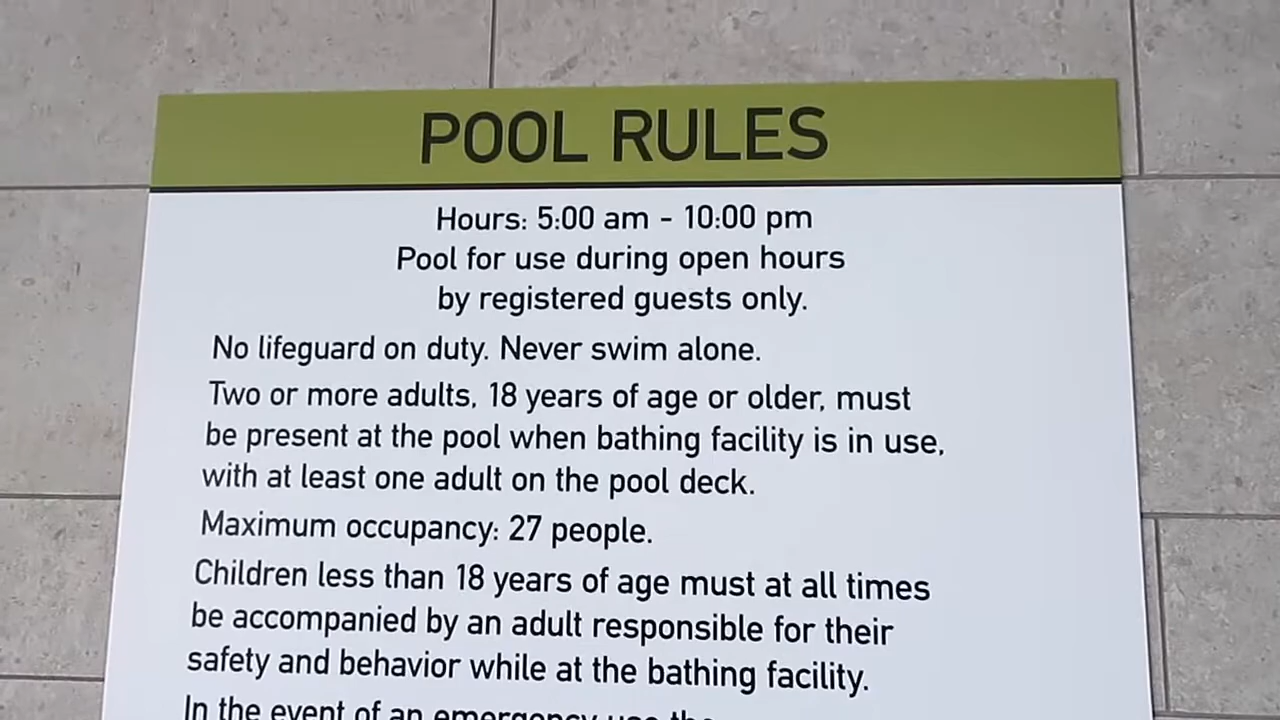 POOL RULES
Hours: 5:00 am - 10:00 pm
Pool for use during open hours
by registered guests only.
No lifeguard on duty. Never swim alone.
Two or more adults, 18 years of age or older, must
be present at the pool when bathing facility is in use,
with at least one adult on the pool deck.
Maximum occupancy: 27 people.
Children less than 18 years of age must at all times
be accompanied by an adult responsible for their
safety and behavior while at the bathing facility.
In the event of an emergency use the